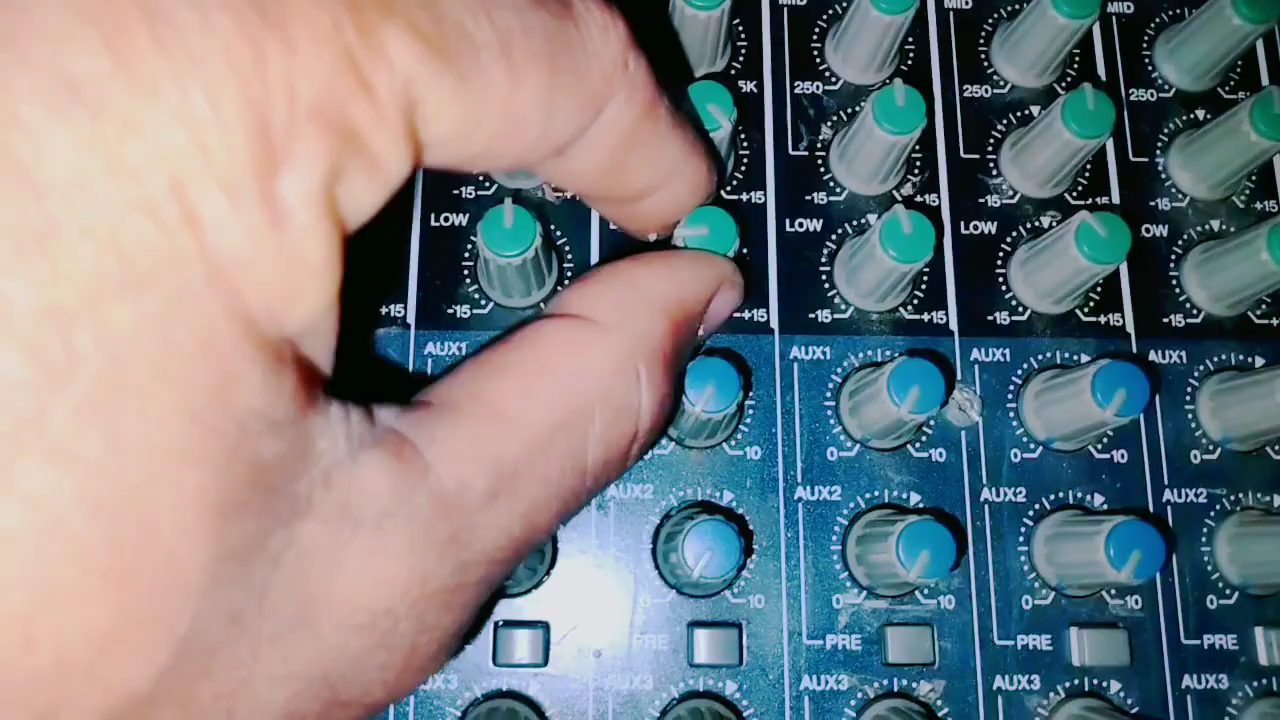 MID MID MID
5K 250 250 250
-15 +15 -15 +15 -15 +15 -15
LOW LOW LOW OW
+15 -15 +15 -15 +15 -15 +15 -15
AUX1 AUX1 AUX1 AUX1
10 0 10 0 10 0
AUX2 AUX2 AUX2 AUX2
0 10 0 10 0 10 0
PRE PRE PRE PRE
AUX3 AUX3 AUX3 AUX3